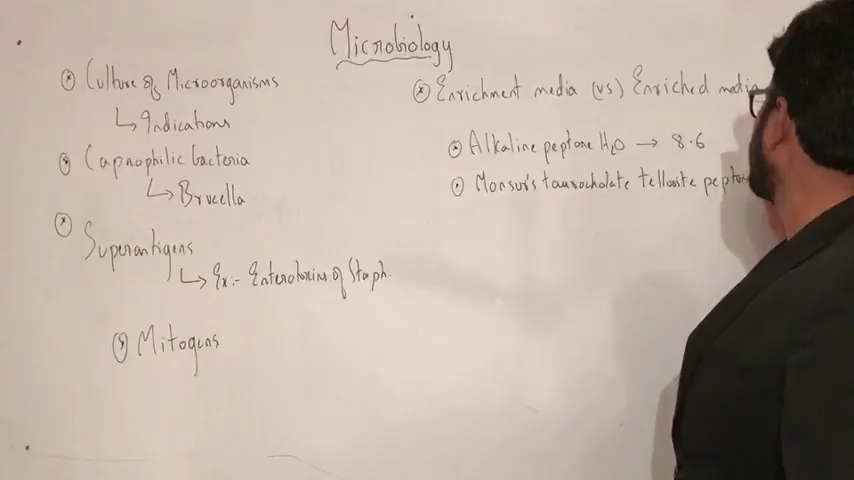 Microbiology
Culture of Microorganisms
Indications
Capnophilic bacteria
Brucella
Superantigens
Ex:- Enterotoxins of Staph.
Mitogens
Enrichment media (vs) Enriched media
Alkaline peptone H2O → 8.6
Monsur's taurocholate tellurite pepton